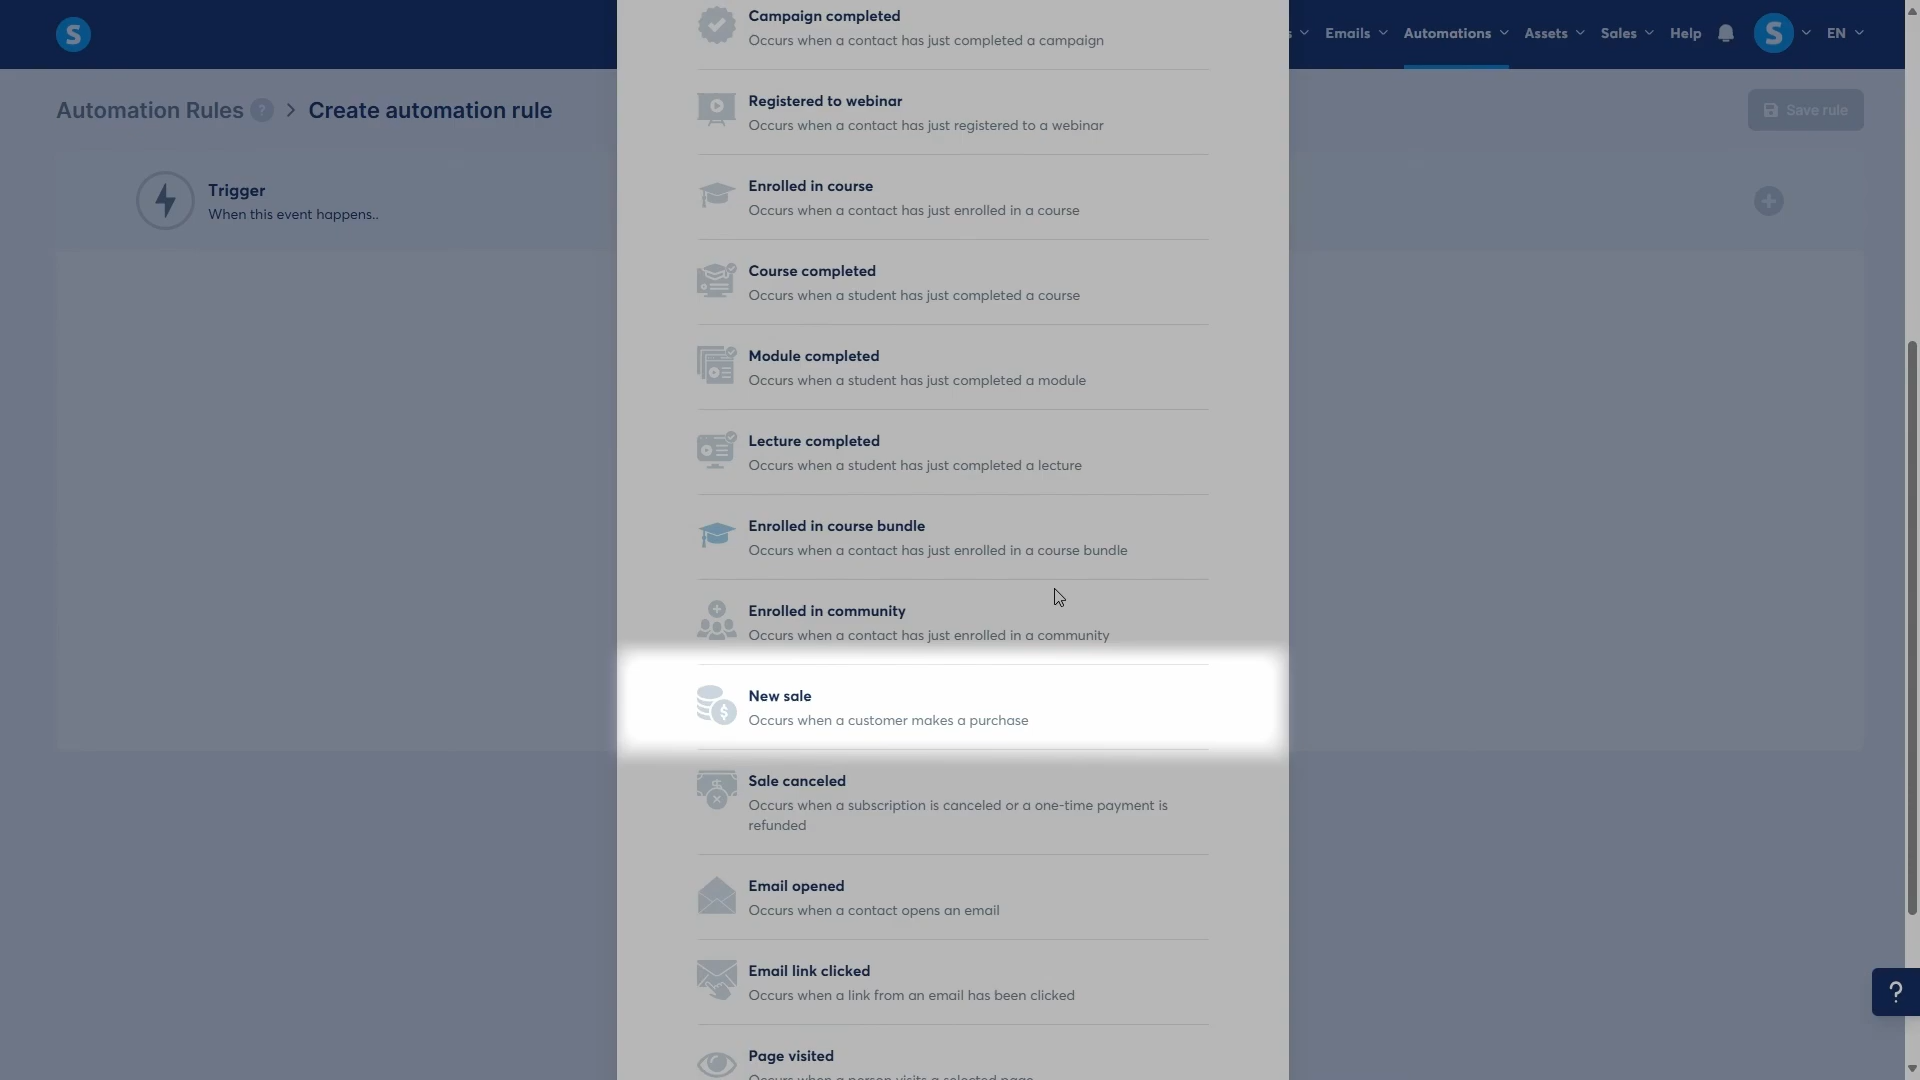 S
s Emails Automations Assets Sales Help S EN
Automation Rules ? > Create automation rule
Save rule
Trigger
When this event happens..
Campaign completed
Occurs when a contact has just completed a campaign
Registered to webinar
Occurs when a contact has just registered to a webinar
Enrolled in course
Occurs when a contact has just enrolled in a course
Course completed
Occurs when a student has just completed a course
Module completed
Occurs when a student has just completed a module
Lecture completed
Occurs when a student has just completed a lecture
Enrolled in course bundle
Occurs when a contact has just enrolled in a course bundle
Enrolled in community
Occurs when a contact has just enrolled in a community
New sale
Occurs when a customer makes a purchase
Sale canceled
Occurs when a subscription is canceled or a one-time payment is
refunded
Email opened
Occurs when a contact opens an email
Email link clicked
Occurs when a link from an email has been clicked
?
Page visited
Occurs when a person visits a selected page